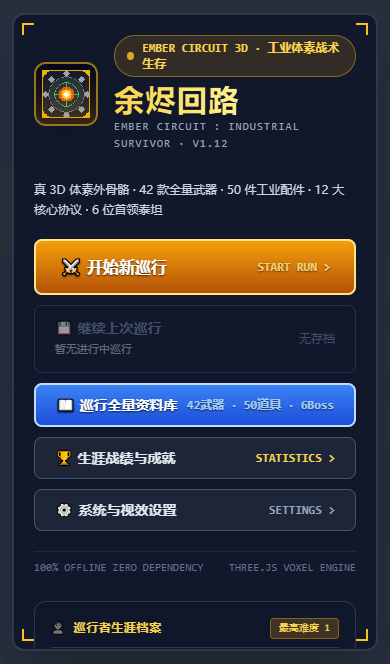 EMBER CIRCUIT 3D · 工业体素战术
生存
余烬回路
EMBER CIRCUIT : INDUSTRIAL
SURVIVOR · V1.12
真 3D 体素外骨骼 · 42 款全量武器 · 50 件工业配件 · 12 大
核心协议 · 6 位首领泰坦
开始新巡行 START RUN >
继续上次巡行
暂无进行中巡行
无存档
巡行全量资料库 42武器 · 50道具 · 6Boss
生涯战绩与成就 STATISTICS >
系统与视效设置 SETTINGS >
100% OFFLINE ZERO DEPENDENCY THREE.JS VOXEL ENGINE
巡行者生涯档案 最高难度 1